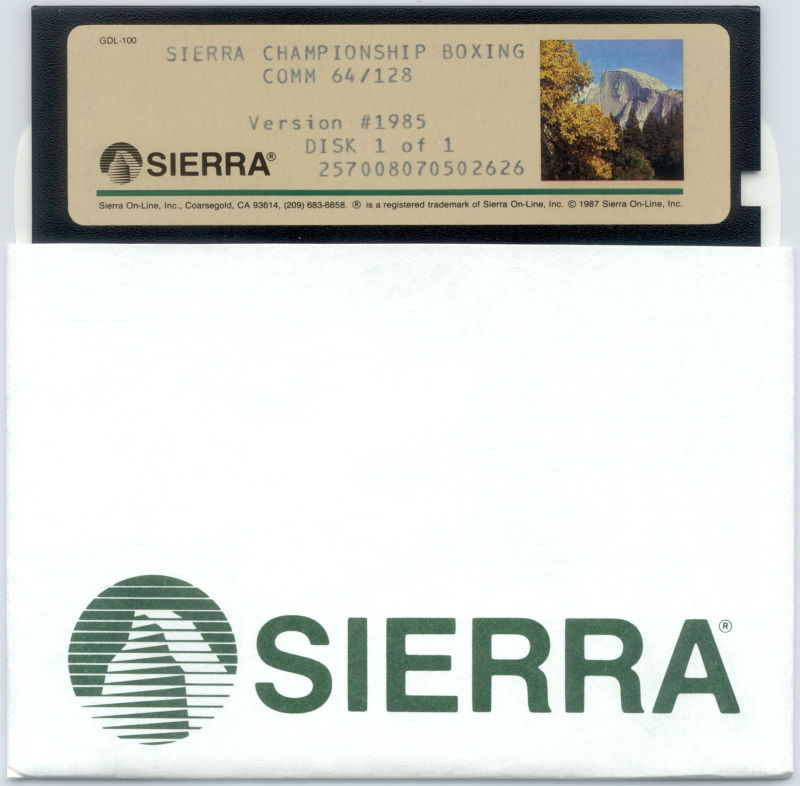 GDL-100
SIERRA CHAMPIONSHIP BOXING
COMM 64/128
Version #1985
DISK 1 of 1
257008070502626
SIERRA®
Sierra On-Line, Inc., Coarsegold, CA 93614, (209) 683-6858. ® is a registered trademark of Sierra On-Line, Inc. © 1987 Sierra On-Line, Inc.
SIERRA®